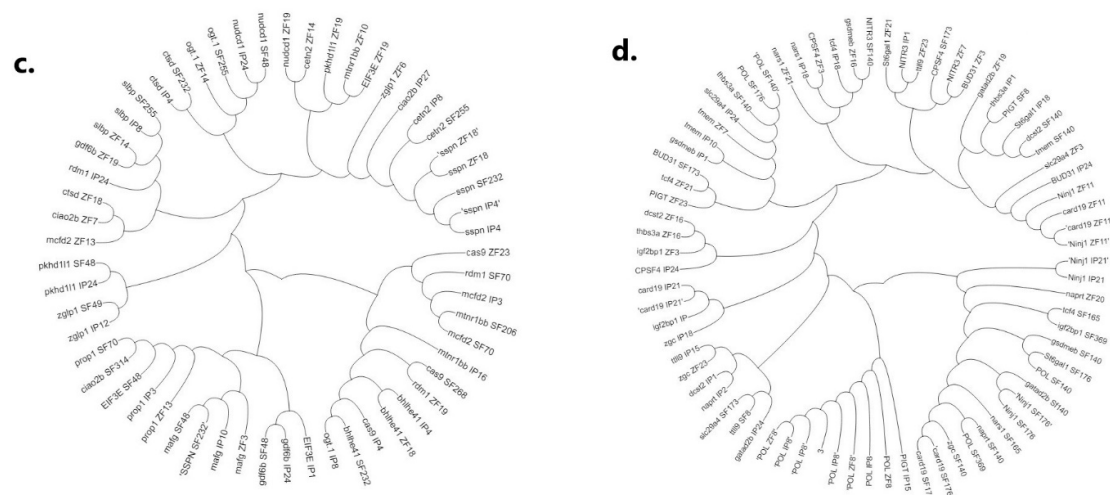 c.
nudcd1 ZF19
cetn2 ZF14
pkhd1l1 ZF19
mtnr1bb ZF10
EIF3E ZF19
zglp1 ZF6
ciao2b IP27
cetn2 IP8
cetn2 SF255
'sspn ZF18'
sspn ZF18
sspn SF232
'sspn IP4'
sspn IP4
cas9 ZF23
rdm1 SF70
mcfd2 IP3
mtnr1bb SF206
mcfd2 SF70
mtnr1bb IP16
cas9 SF268
rdm1 ZF19
bhlhe41 IP4
bhlhe41 ZF18
cas9 IP4
bhlhe41 SF232
ogt.1 IP8
EIF3E IP1
gdf6b IP24
gdf6b SF48
mafg ZF3
mafg IP10
'SSPN SF232'
mafg SF48
prop1 ZF13
prop1 IP3
EIF3E SF48
ciao2b SF314
prop1 SF70
zglp1 IP12
zglp1 SF49
pkhd1l1 IP24
pkhd1l1 SF48
mcfd2 ZF13
ciao2b ZF7
ctsd ZF18
rdm1 IP24
gdf6b ZF19
slbp ZF14
slbp IP8
slbp SF255
ctsd IP4
ctsd SF232
ogt.1 ZF14
ogt.1 SF255
nudcd1 IP24
nudcd1 SF48
d.
St6gal1 ZF21
NITR3 IP1
ttll9 ZF23
CPSF4 SF173
NITR3 ZF7
BUD31 ZF3
gatad2b ZF19
thbs3a IP1
PIGT SF8
St6gal1 IP18
dcst2 SF140
tmem SF140
slc29a4 ZF3
BUD31 IP24
Ninj1 ZF11
card19 ZF11
'card19 ZF11'
'Ninj1 ZF11'
'Ninj1 IP21'
Ninj1 IP21
naprt ZF20
tcf4 SF165
igf2bp1 SF369
gsdmeb SF140
St6gal1 SF176
POL SF140
gatad2b SF140
'Ninj1 SF176'
Ninj1 SF176
nars1 SF165
naprt SF140
POL SF369
zgc SF140
'card19 SF176'
card19 SF17
PIGT IP15
POL ZF8
POL IP8
'POL ZF8'
'POL IP8'
3
'POL IP8'
'POL IP8'
'POL ZF8'
gatad2b IP24
ttll9 SF8
slc29a4 SF173
naprt IP2
dcst2 IP1
zgc ZF23
ttll9 IP15
zgc IP18
igf2bp1 IP
'card19 IP21'
card19 IP21
CPSF4 IP24
igf2bp1 ZF3
thbs3a ZF16
dcst2 ZF16
PIGT ZF23
tcf4 ZF21
BUD31 SF173
gsdmeb IP1
tmem IP10
tmem ZF7
slc29a4 IP24
thbs3a SF140
POL SF176
'POL SF140'
nars1 ZF21
nars1 IP18
CPSF4 ZF3
tcf4 IP18
gsdmeb ZF16
NITR3 SF140